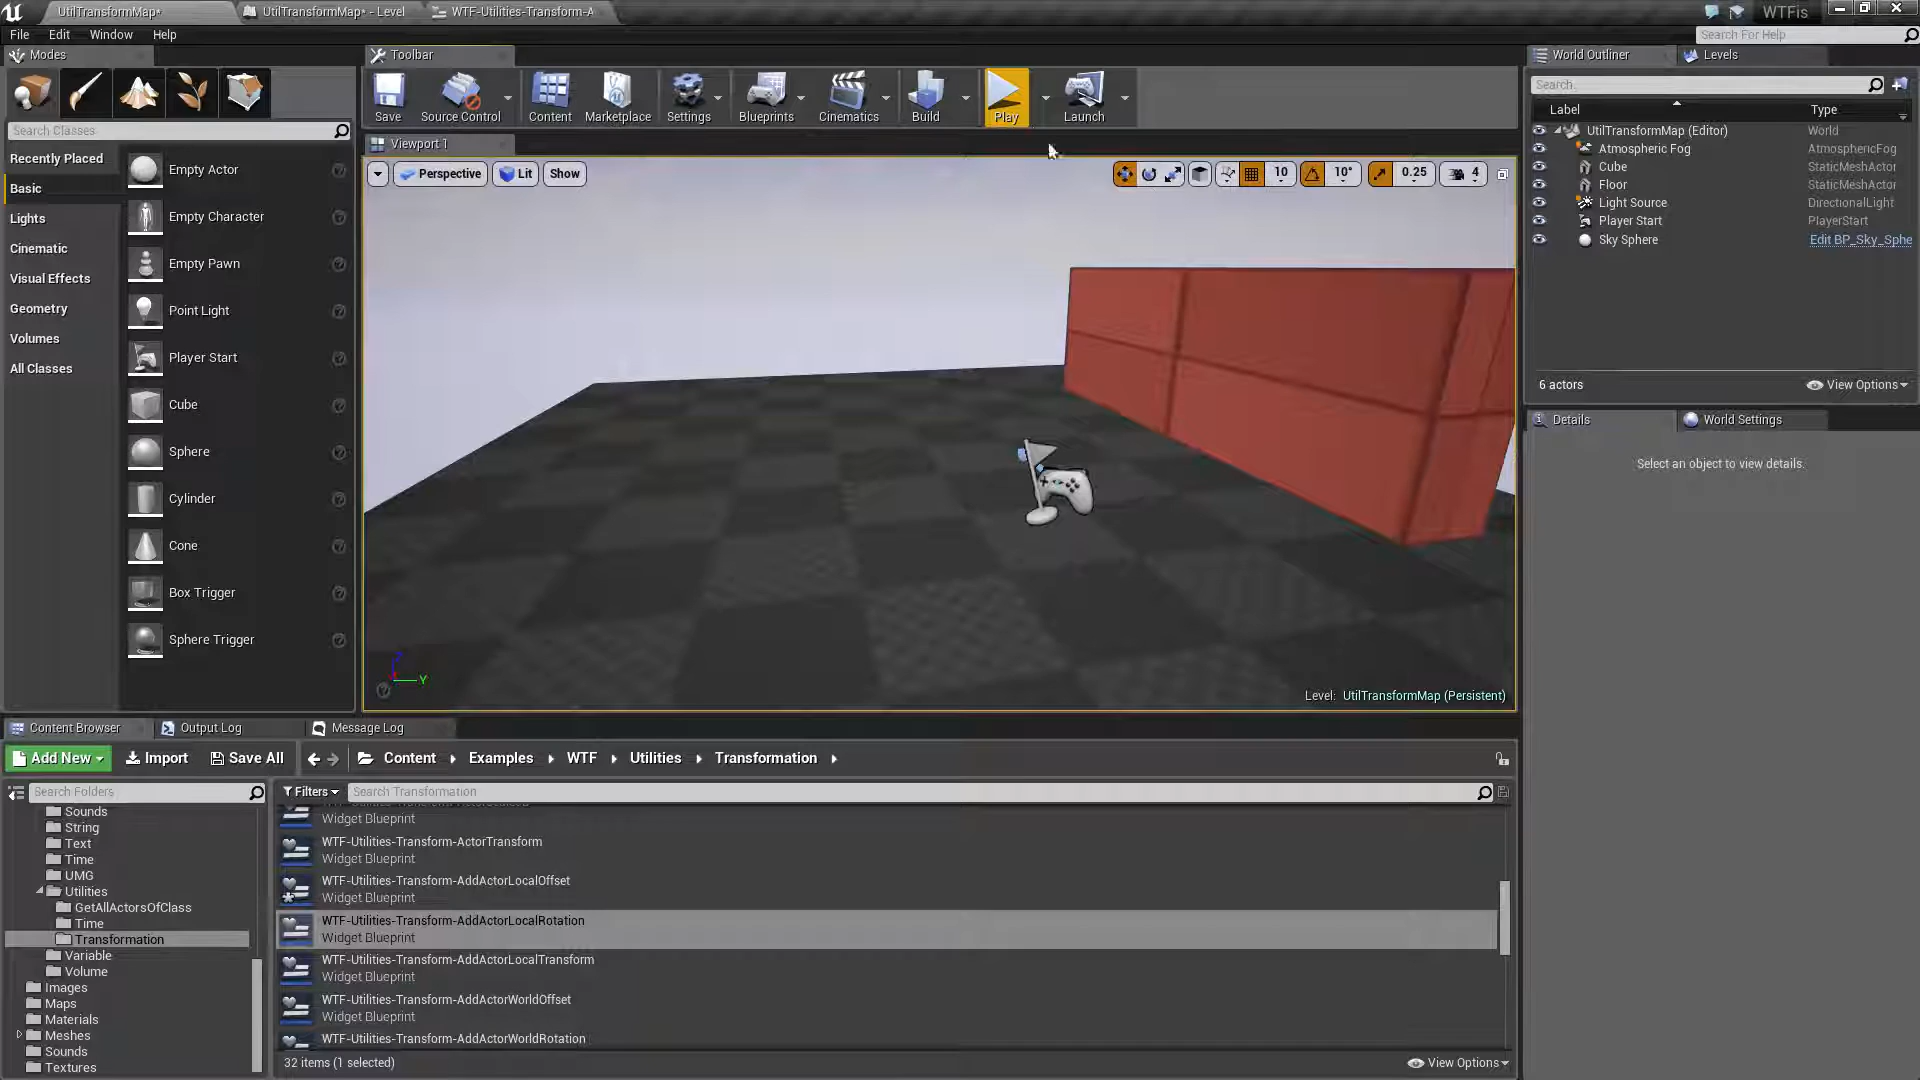 UtilTransformMap*
UtilTransformMap* - Level
WTF-Utilities-Transform-A
WTFis
File Edit Window Help
Search For Help
Modes
Toolbar
World Outliner
Levels
Save
Source Control
Content
Marketplace
Settings
Blueprints
Cinematics
Build
Play
Launch
Search...
Label
Type
Search Classes
Viewport 1
UtilTransformMap (Editor) World
Atmospheric Fog AtmosphericFog
Cube StaticMeshActor
Floor StaticMeshActor
Light Source DirectionalLight
Player Start PlayerStart
Sky Sphere Edit BP_Sky_Sphe
6 actors
View Options
Recently Placed
Basic
Lights
Cinematic
Visual Effects
Geometry
Volumes
All Classes
Empty Actor
Empty Character
Empty Pawn
Point Light
Player Start
Cube
Sphere
Cylinder
Cone
Box Trigger
Sphere Trigger
Perspective
Lit
Show
10
10°
0.25
4
Z
Y
Level: UtilTransformMap (Persistent)
Details
World Settings
Select an object to view details.
Content Browser
Output Log
Message Log
Add New
Import
Save All
Content
Examples
WTF
Utilities
Transformation
Search Folders
Filters
Search Transformation
Sounds
String
Text
Time
UMG
Utilities
GetAllActorsOfClass
Time
Transformation
Variable
Volume
Images
Maps
Materials
Meshes
Sounds
Textures
Widget Blueprint
WTF-Utilities-Transform-ActorTransform
Widget Blueprint
WTF-Utilities-Transform-AddActorLocalOffset
Widget Blueprint
WTF-Utilities-Transform-AddActorLocalRotation
Widget Blueprint
WTF-Utilities-Transform-AddActorLocalTransform
Widget Blueprint
WTF-Utilities-Transform-AddActorWorldOffset
Widget Blueprint
WTF-Utilities-Transform-AddActorWorldRotation
32 items (1 selected)
View Options